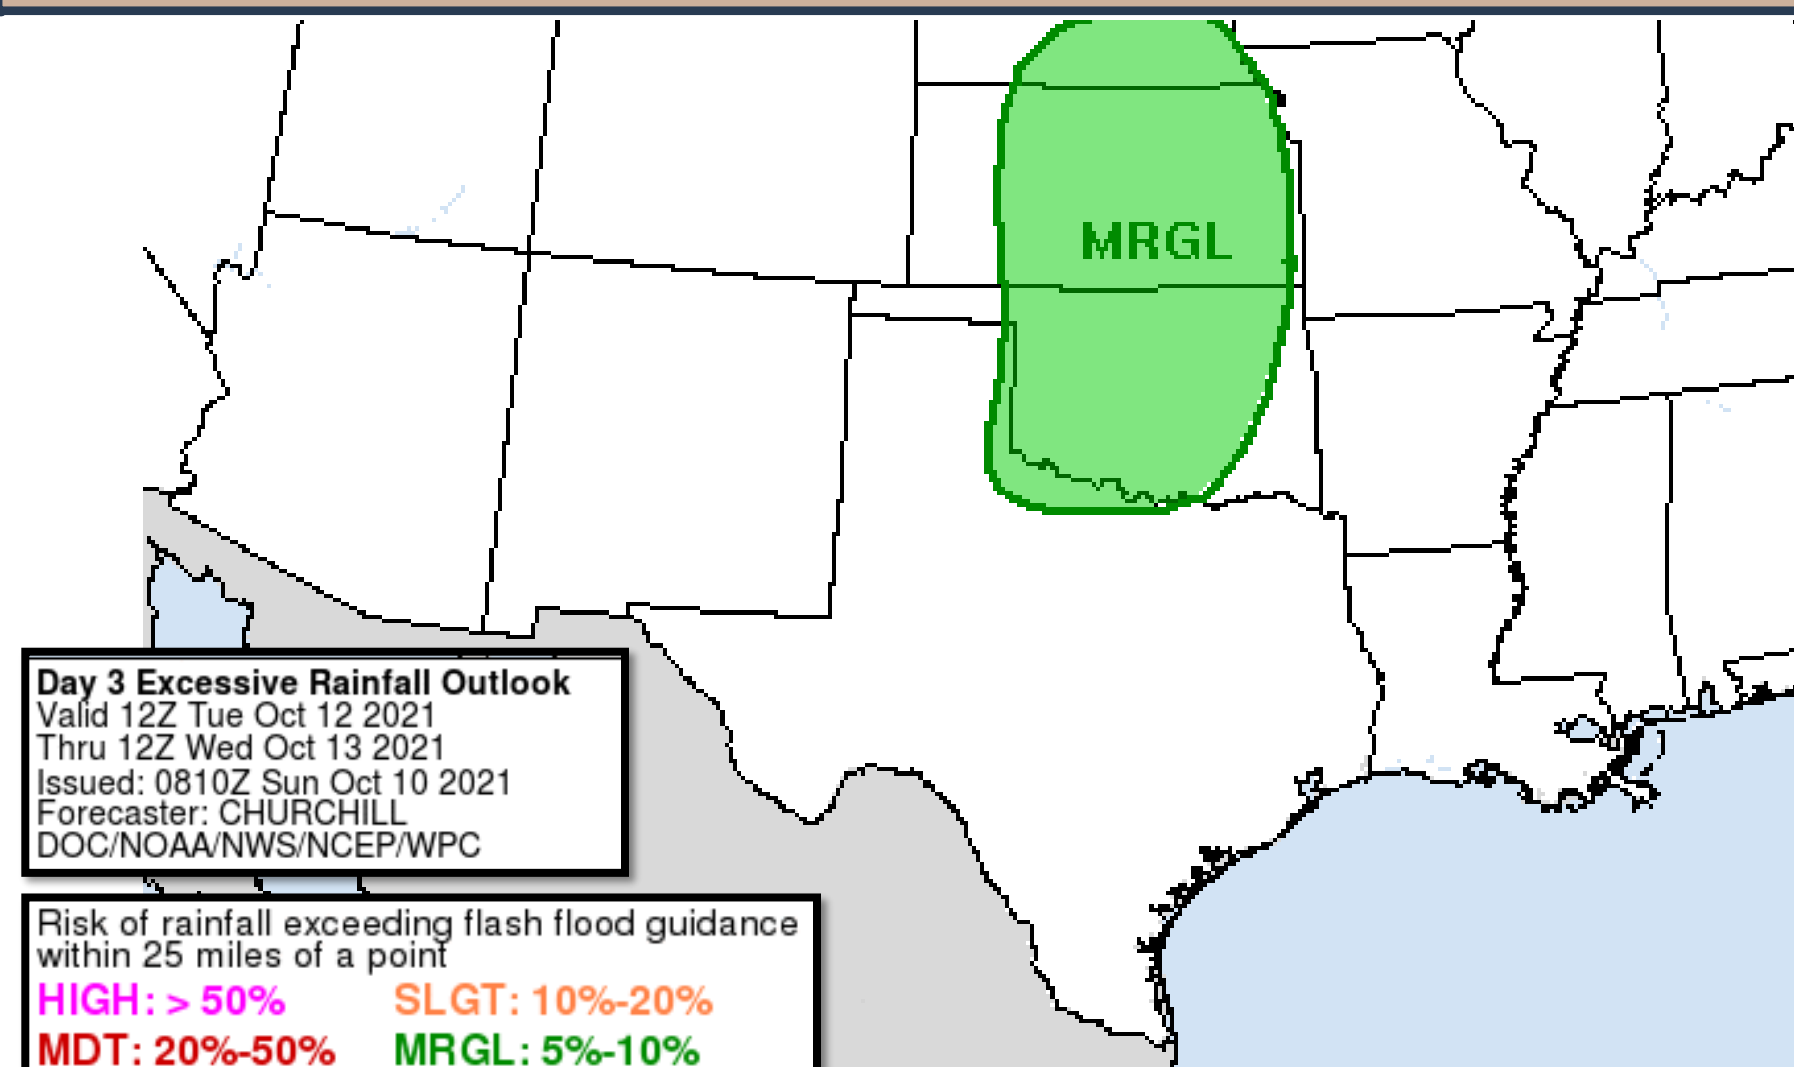 MRGL
Day 3 Excessive Rainfall Outlook
Valid 12Z Tue Oct 12 2021
Thru 12Z Wed Oct 13 2021
Issued: 0810Z Sun Oct 10 2021
Forecaster: CHURCHILL
DOC/NOAA/NWS/NCEP/WPC
Risk of rainfall exceeding flash flood guidance
within 25 miles of a point
HIGH: > 50% SLGT: 10%-20%
MDT: 20%-50% MRGL: 5%-10%